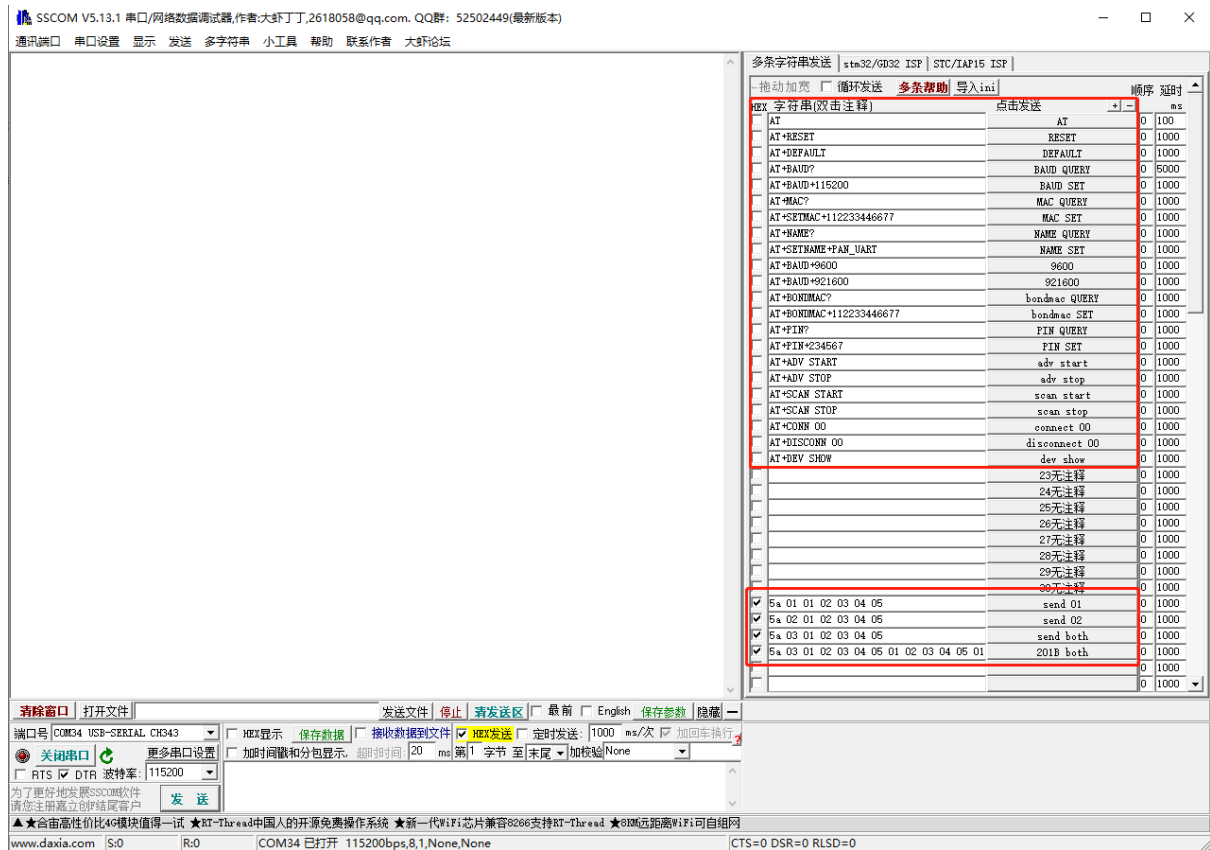 SSCOM V5.13.1 串口/网络数据调试器,作者:大虾丁丁,2618058@qq.com. QQ群: 52502449(最新版本)
通讯端口 串口设置 显示 发送 多字符串 小工具 帮助 联系作者 大虾论坛
多条字符串发送 stm32/GD32 ISP STC/IAP15 ISP
拖动加宽 循环发送 多条帮助 导入ini 顺序 延时
HEX 字符串(双击注释) 点击发送 + - ms
AT AT 0 100
AT+RESET RESET 0 1000
AT+DEFAULT DEFAULT 0 1000
AT+BAUD? BAUD QUERY 0 5000
AT+BAUD+115200 BAUD SET 0 1000
AT+MAC? MAC QUERY 0 1000
AT+SETMAC+112233446677 MAC SET 0 1000
AT+NAME? NAME QUERY 0 1000
AT+SETNAME+PAN_UART NAME SET 0 1000
AT+BAUD+9600 9600 0 1000
AT+BAUD+921600 921600 0 1000
AT+BONDMAC? bondmac QUERY 0 1000
AT+BONDMAC+112233446677 bondmac SET 0 1000
AT+PIN? PIN QUERY 0 1000
AT+PIN+234567 PIN SET 0 1000
AT+ADV START adv start 0 1000
AT+ADV STOP adv stop 0 1000
AT+SCAN START scan start 0 1000
AT+SCAN STOP scan stop 0 1000
AT+CONN 00 connect 00 0 1000
AT+DISCONN 00 disconnect 00 0 1000
AT+DEV SHOW dev show 0 1000
23无注释 0 1000
24无注释 0 1000
25无注释 0 1000
26无注释 0 1000
27无注释 0 1000
28无注释 0 1000
29无注释 0 1000
30无注释 0 1000
5a 01 01 02 03 04 05 send 01 0 1000
5a 02 01 02 03 04 05 send 02 0 1000
5a 03 01 02 03 04 05 send both 0 1000
5a 03 01 02 03 04 05 01 02 03 04 05 01 201B both 0 1000
0 1000
0 1000
清除窗口 打开文件 发送文件 停止 清发送区 最前 English 保存参数 隐藏
端口号 COM34 USB-SERIAL CH343 HEX显示 保存数据 接收数据到文件 HEX发送 定时发送: 1000 ms/次 加回车换行
关闭串口 更多串口设置 加时间戳和分包显示. 超时时间: 20 ms 第1 字节 至 末尾 加校验 None
RTS DTR 波特率: 115200
为了更好地发展SSCOM软件
请您注册嘉立创F结尾客户
发 送
▲★合宙高性价比4G模块值得一试 ★RT-Thread中国人的开源免费操作系统 ★新一代WiFi芯片兼容8266支持RT-Thread ★8KM远距离WiFi可自组网
www.daxia.com S:0 R:0 COM34 已打开 115200bps,8,1,None,None CTS=0 DSR=0 RLSD=0